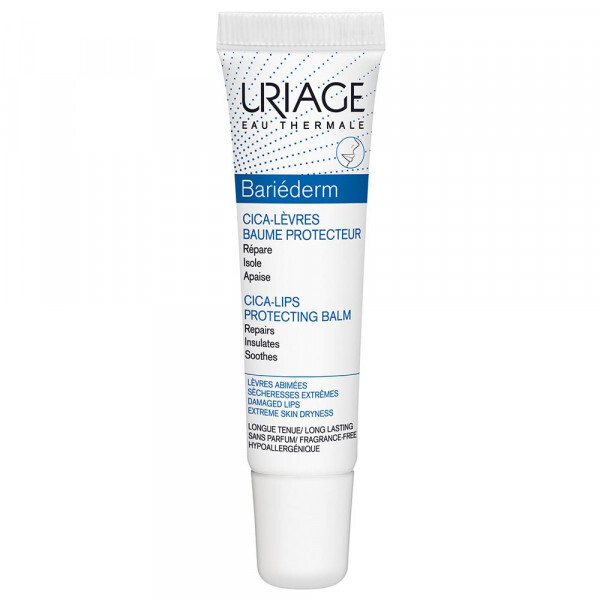 URIAGE
EAU THERMALE
Bariéderm
CICA-LÈVRES
BAUME PROTECTEUR
Répare
Isole
Apaise
CICA-LIPS
PROTECTING BALM
Repairs
Insulates
Soothes
LÈVRES ABIMÉES
SÉCHERESSES EXTRÊMES
DAMAGED LIPS
EXTREME SKIN DRYNESS
LONGUE TENUE/ LONG LASTING
SANS PARFUM/ FRAGRANCE-FREE
HYPOALLERGÉNIQUE